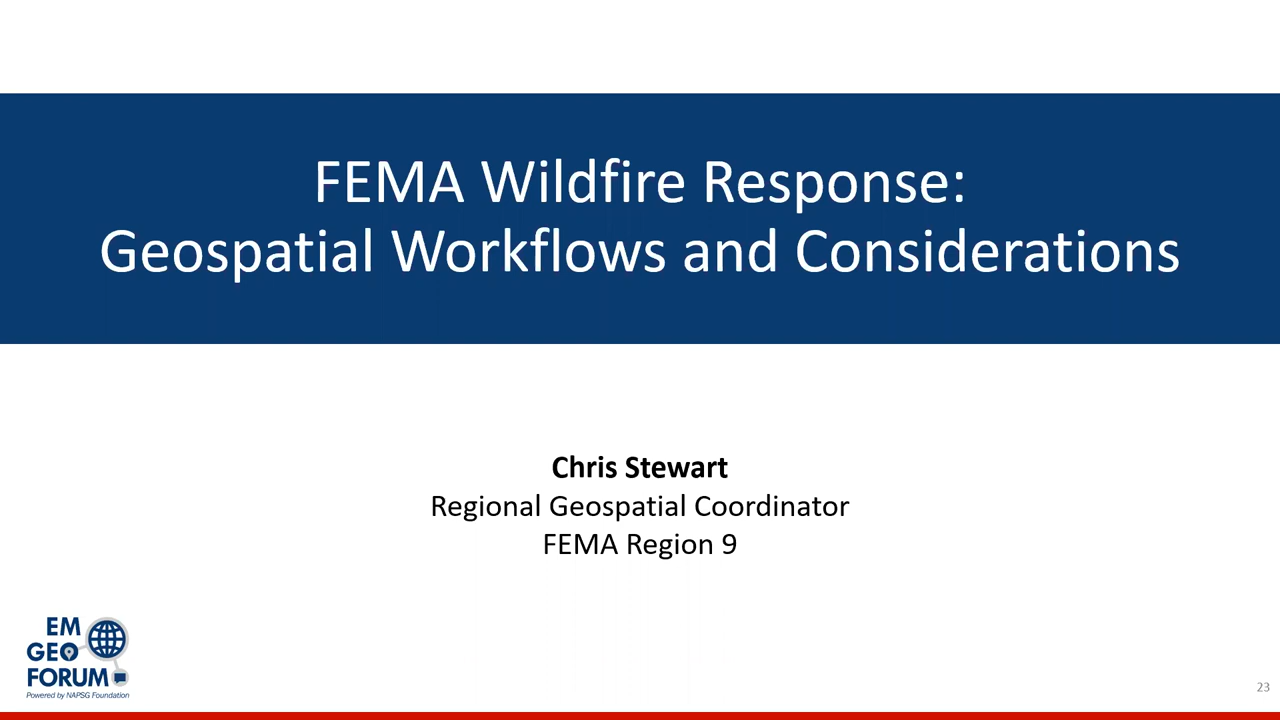 FEMA Wildfire Response:
Geospatial Workflows and Considerations
Chris Stewart
Regional Geospatial Coordinator
FEMA Region 9
EM
GEO
FORUM
Powered by NAPSG Foundation
23